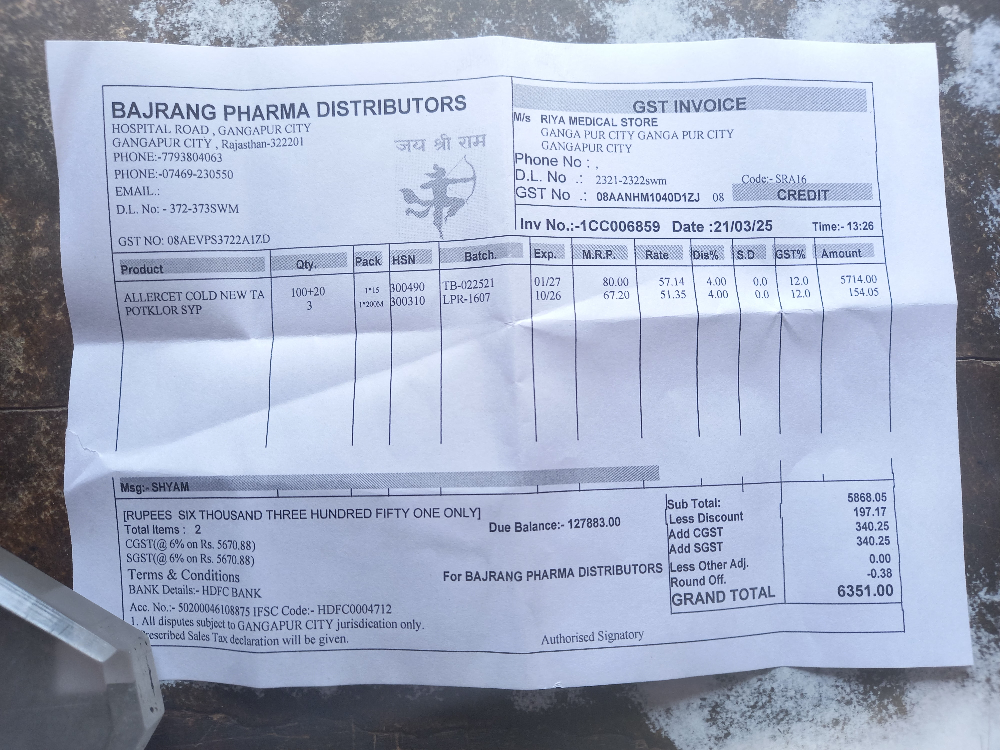 BAJRANG PHARMA DISTRIBUTORS
HOSPITAL ROAD , GANGAPUR CITY
GANGAPUR CITY , Rajasthan-322201
PHONE:-7793804063
PHONE:-07469-230550
EMAIL.:
D.L. No: - 372-373SWM
GST NO: 08AEVPS3722A1ZD
जय श्री राम
GST INVOICE
M/s RIYA MEDICAL STORE
GANGA PUR CITY GANGA PUR CITY
GANGAPUR CITY
Phone No : .
D.L. No .: 2321-2322swm Code:- SRA16
GST No .: 08AANHM1040D1ZJ 08 CREDIT
Inv No.:-1CC006859 Date :21/03/25 Time:- 13:26
Product Qty. Pack HSN Batch. Exp. M.R.P. Rate Dis% S.D GST% Amount
ALLERCET COLD NEW TA 100+20 1*15 300490 TB-022521 01/27 80.00 57.14 4.00 0.0 12.0 5714.00
POTKLOR SYP 3 1*200M 300310 LPR-1607 10/26 67.20 51.35 4.00 0.0 12.0 154.05
Msg:- SHYAM
[RUPEES SIX THOUSAND THREE HUNDRED FIFTY ONE ONLY]
Total Items : 2
Due Balance:- 127883.00
CGST(@ 6% on Rs. 5670.88)
SGST(@ 6% on Rs. 5670.88)
Terms & Conditions
BANK Details:- HDFC BANK
Acc. No.:- 50200046108875 IFSC Code:- HDFC0004712
1. All disputes subject to GANGAPUR CITY jurisdication only.
rescribed Sales Tax declaration will be given.
For BAJRANG PHARMA DISTRIBUTORS
Authorised Signatory
Sub Total: 5868.05
Less Discount 197.17
Add CGST 340.25
Add SGST 340.25
Less Other Adj. 0.00
Round Off. -0.38
GRAND TOTAL 6351.00